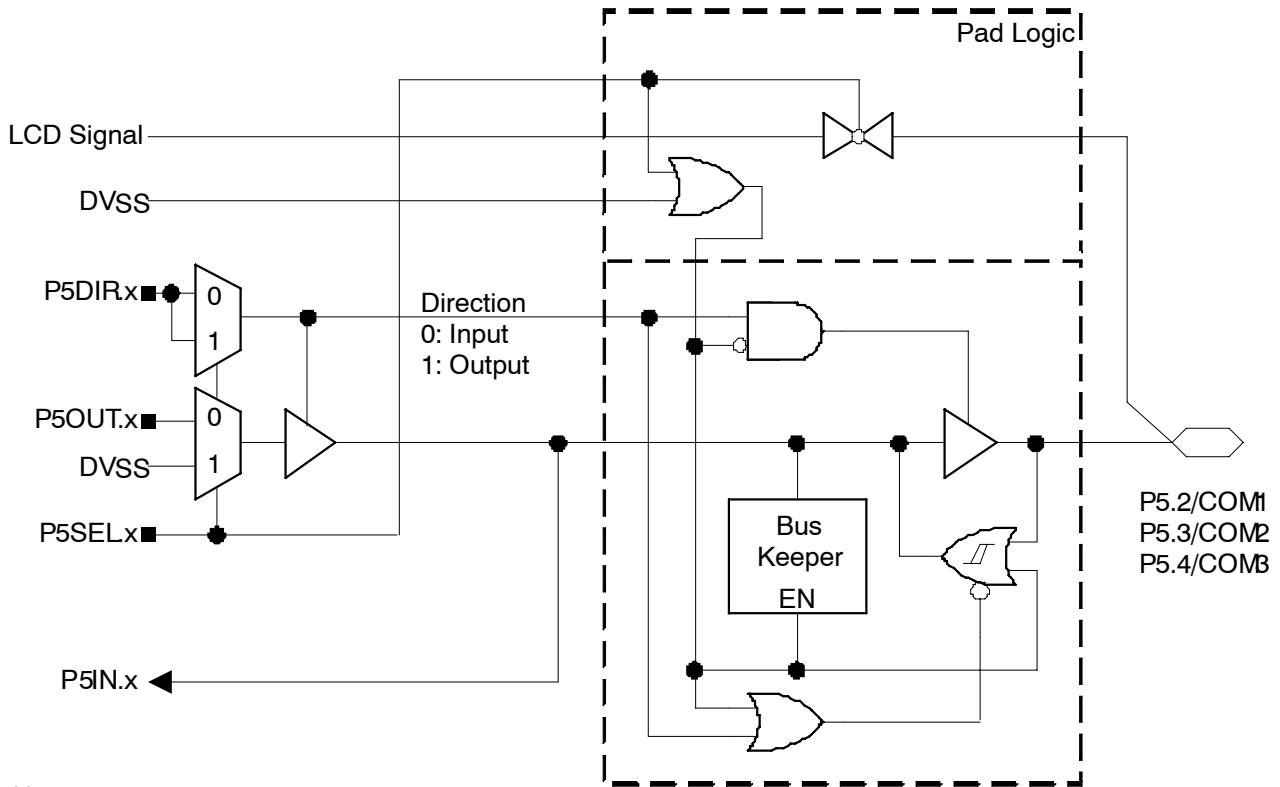 Pad Logic
LCD Signal
DVSS
P5DIR.x
0
1
Direction
0: Input
1: Output
P5OUT.x
0
DVSS
1
P5SEL.x
Bus
Keeper
EN
P5.2/COM1
P5.3/COM2
P5.4/COM3
P5IN.x